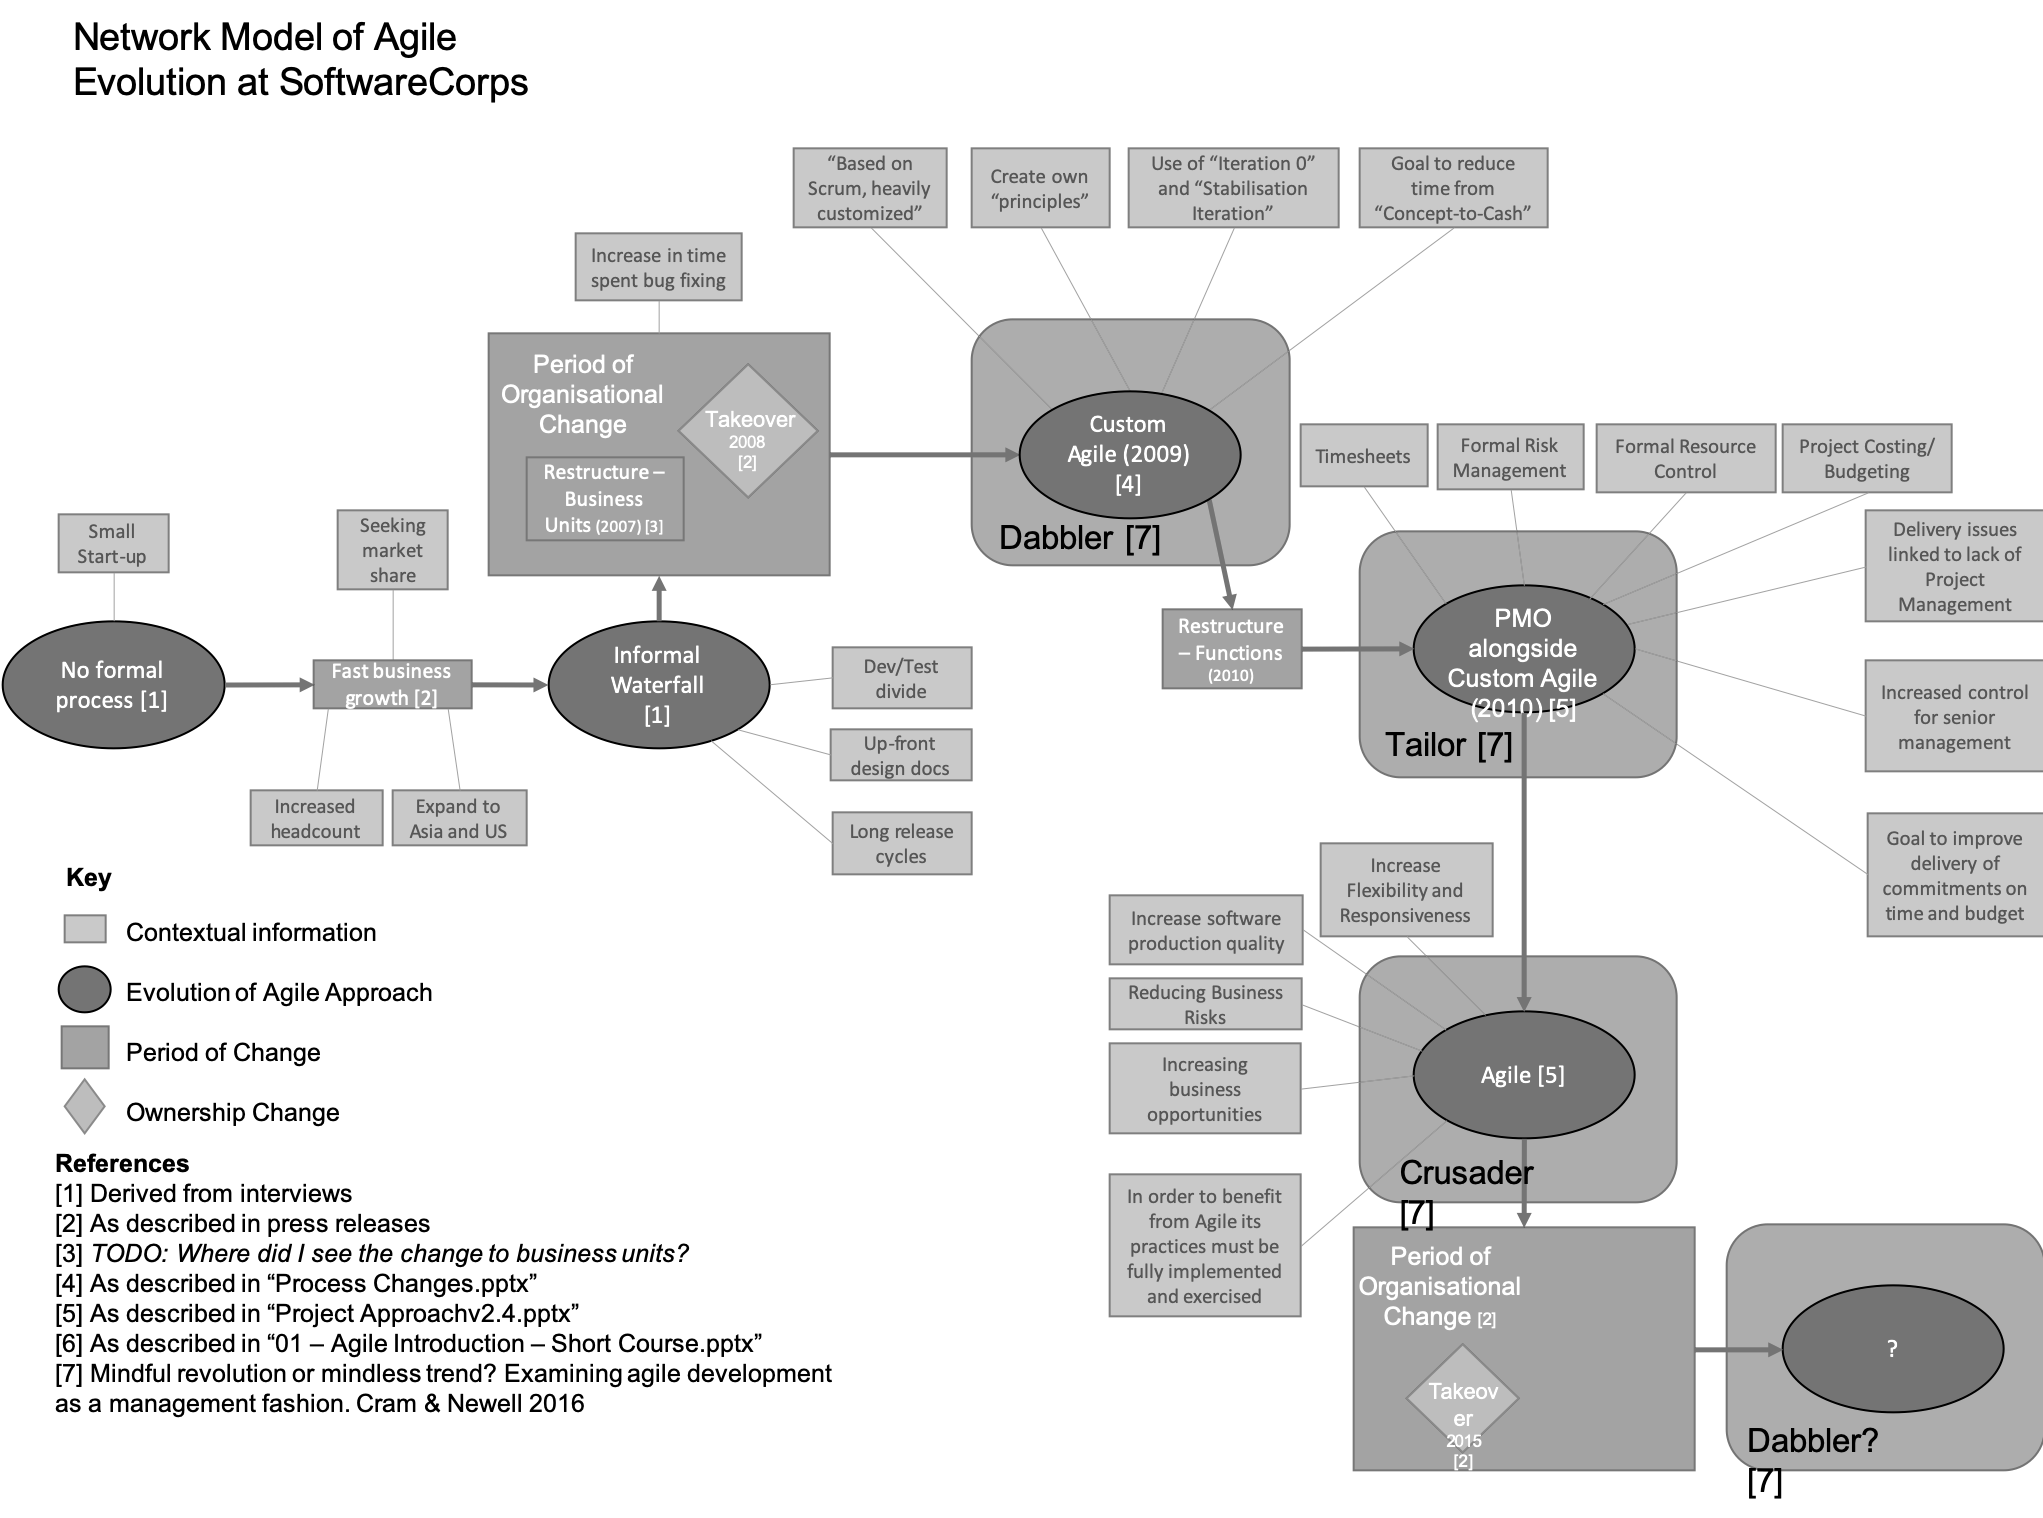 Network Model of Agile
Evolution at SoftwareCorps
“Based on
Scrum, heavily
customized”
Create own
“principles”
Use of “Iteration 0”
and “Stabilisation
Iteration”
Goal to reduce
time from
“Concept-to-Cash”
Increase in time
spent bug fixing
Period of
Organisational
Change
Takeover
2008
[2]
Restructure –
Business
Units (2007) [3]
Custom
Agile (2009)
[4]
Dabbler [7]
Timesheets
Formal Risk
Management
Formal Resource
Control
Project Costing/
Budgeting
Delivery issues
linked to lack of
Project
Management
Small
Start-up
Seeking
market
share
No formal
process [1]
Fast business
growth [2]
Informal
Waterfall
[1]
Dev/Test
divide
Up-front
design docs
Long release
cycles
Increased
headcount
Expand to
Asia and US
Restructure
– Functions
(2010)
PMO
alongside
Custom Agile
(2010) [5]
Tailor [7]
Increased control
for senior
management
Goal to improve
delivery of
commitments on
time and budget
Increase
Flexibility and
Responsiveness
Increase software
production quality
Reducing Business
Risks
Increasing
business
opportunities
In order to benefit
from Agile its
practices must be
fully implemented
and exercised
Agile [5]
Crusader
[7]
Period of
Organisational
Change [2]
Takeov
er
2015
[2]
?
Dabbler?
[7]
Key
Contextual information
Evolution of Agile Approach
Period of Change
Ownership Change
References
[1] Derived from interviews
[2] As described in press releases
[3] TODO: Where did I see the change to business units?
[4] As described in “Process Changes.pptx”
[5] As described in “Project Approachv2.4.pptx”
[6] As described in “01 – Agile Introduction – Short Course.pptx”
[7] Mindful revolution or mindless trend? Examining agile development
as a management fashion. Cram & Newell 2016